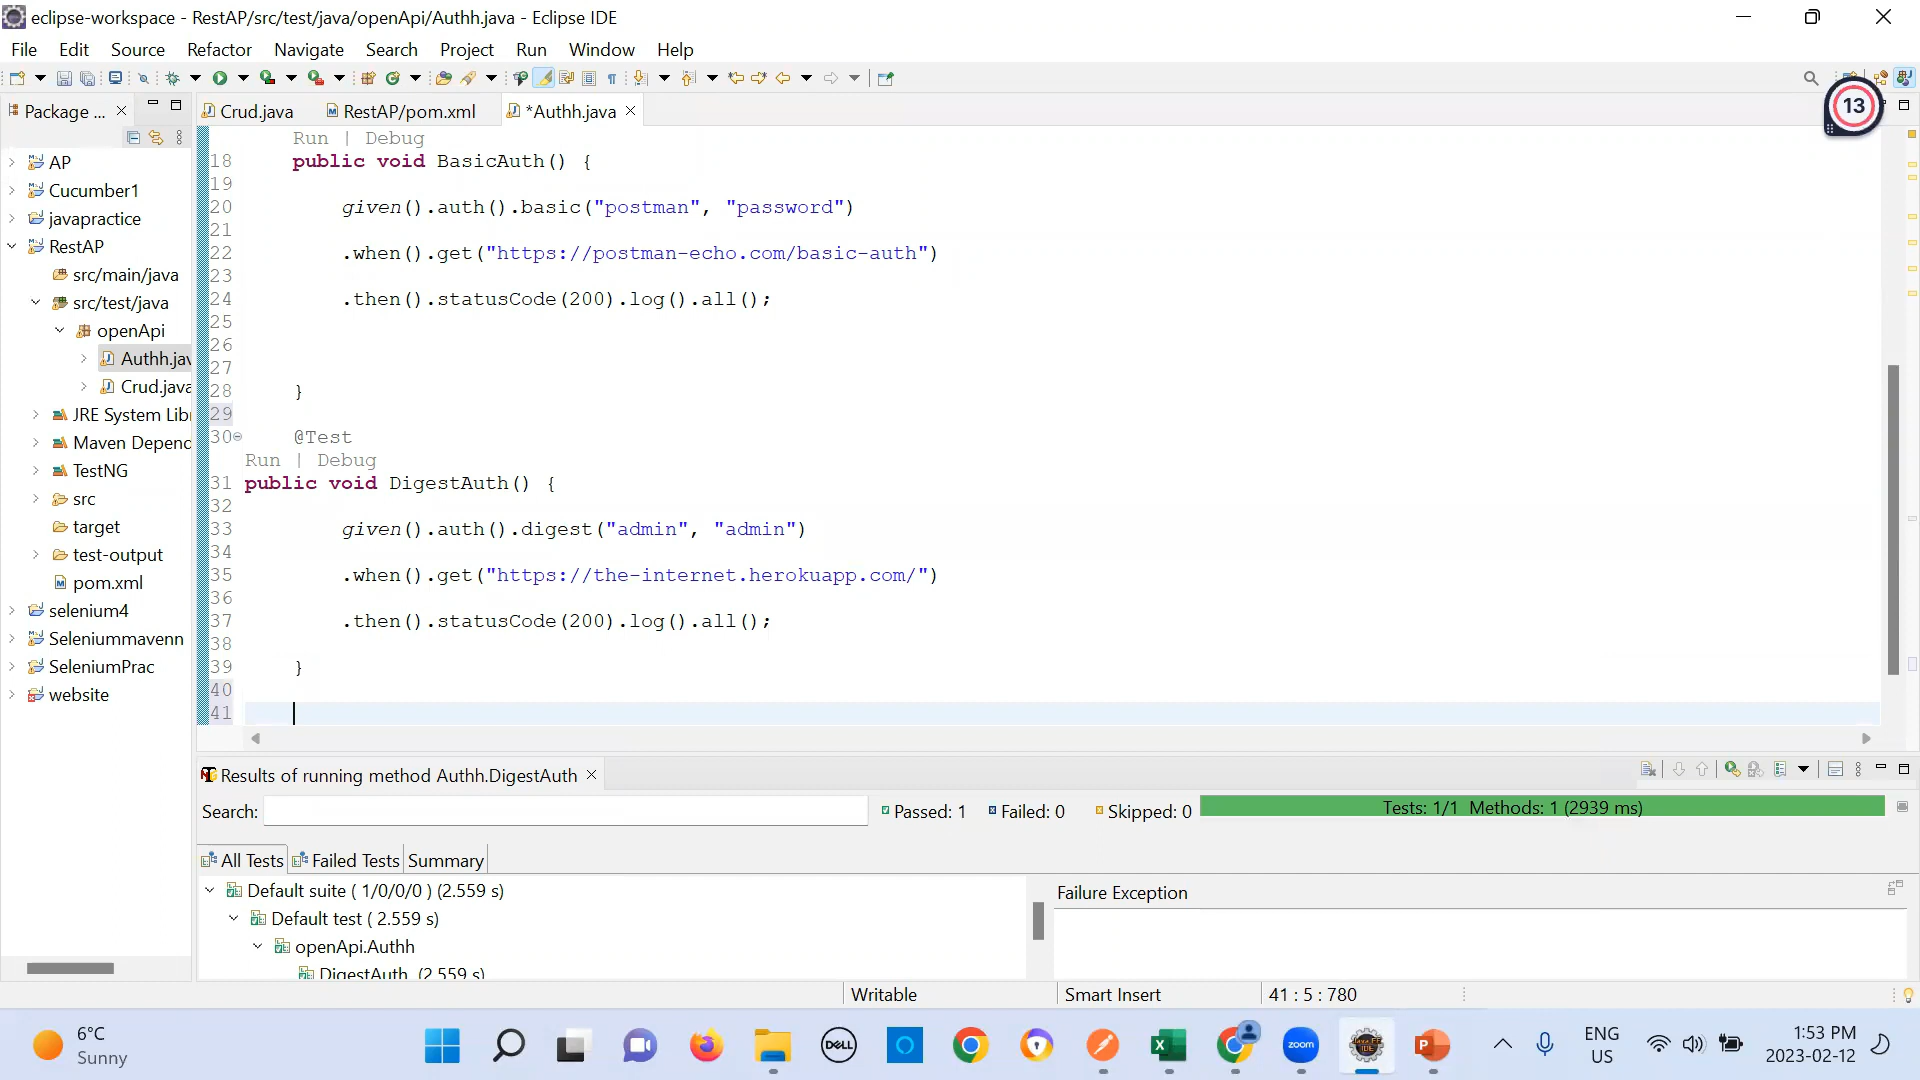 eclipse-workspace - RestAP/src/test/java/openApi/Authh.java - Eclipse IDE
File Edit Source Refactor Navigate Search Project Run Window Help
13
Package ... Crud.java RestAP/pom.xml *Authh.java
AP
Cucumber1
javapractice
RestAP
src/main/java
src/test/java
openApi
Authh.jav
Crud.java
JRE System Libr
Maven Depend
TestNG
src
target
test-output
pom.xml
selenium4
Seleniummavenn
SeleniumPrac
website
Run | Debug
18 public void BasicAuth() {
19
20 given().auth().basic("postman", "password")
21
22 .when().get("https://postman-echo.com/basic-auth")
23
24 .then().statusCode(200).log().all();
25
26
27
28 }
29
30 @Test
Run | Debug
31 public void DigestAuth() {
32
33 given().auth().digest("admin", "admin")
34
35 .when().get("https://the-internet.herokuapp.com/")
36
37 .then().statusCode(200).log().all();
38
39 }
40
41
Results of running method Authh.DigestAuth
Search: Passed: 1 Failed: 0 Skipped: 0 Tests: 1/1 Methods: 1 (2939 ms)
All Tests Failed Tests Summary
Default suite ( 1/0/0/0 ) (2.559 s)
Default test ( 2.559 s)
openApi.Authh
DigestAuth (2.559 s)
Failure Exception
Writable Smart Insert 41 : 5 : 780
6°C
Sunny
DELL
zoom
ENG
US
1:53 PM
2023-02-12